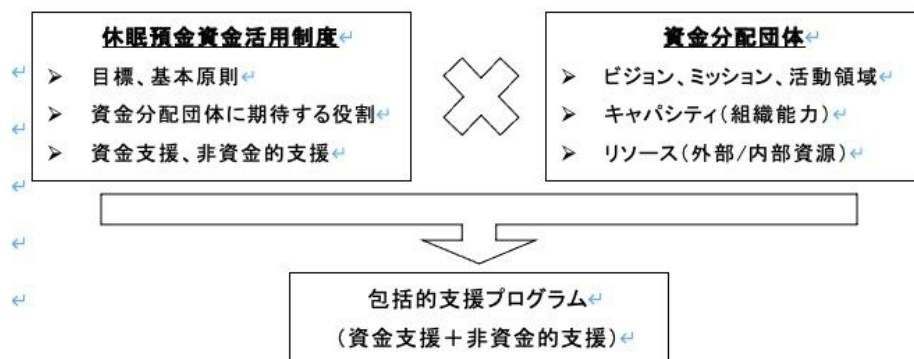 休眠預金資金活用制度
➢ 目標、基本原則
➢ 資金分配団体に期待する役割
➢ 資金支援、非資金的支援
資金分配団体
➢ ビジョン、ミッション、活動領域
➢ キャパシティ(組織能力)
➢ リソース(外部/内部資源)
包括的支援プログラム
(資金支援＋非資金的支援)